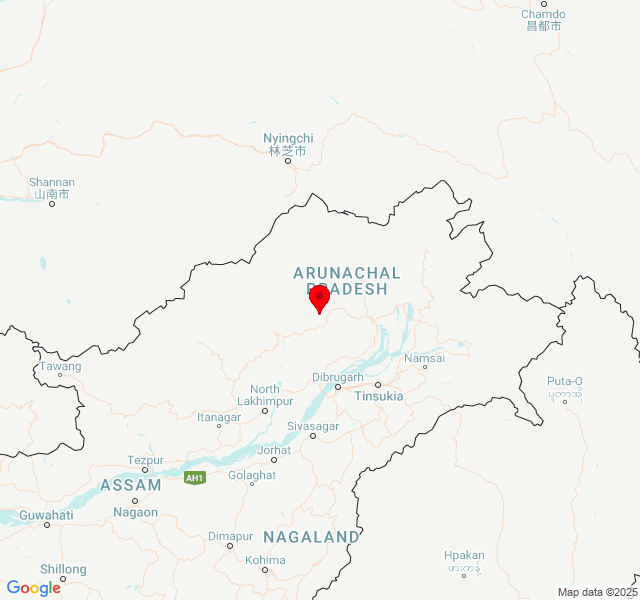 Chamdo
昌都市
Nyingchi
林芝市
Shannan
山南市
ARUNACHAL
PRADESH
Tawang
Namsai
Puta-O
ပူတာအို
Dibrugarh
Tinsukia
North
Lakhimpur
Itanagar
Sivasagar
Jorhat
Tezpur
AH1
Golaghat
ASSAM
Nagaon
Guwahati
Dimapur
NAGALAND
Kohima
Hpakan
ဖားကန့်
Shillong
Google
Map data ©2025